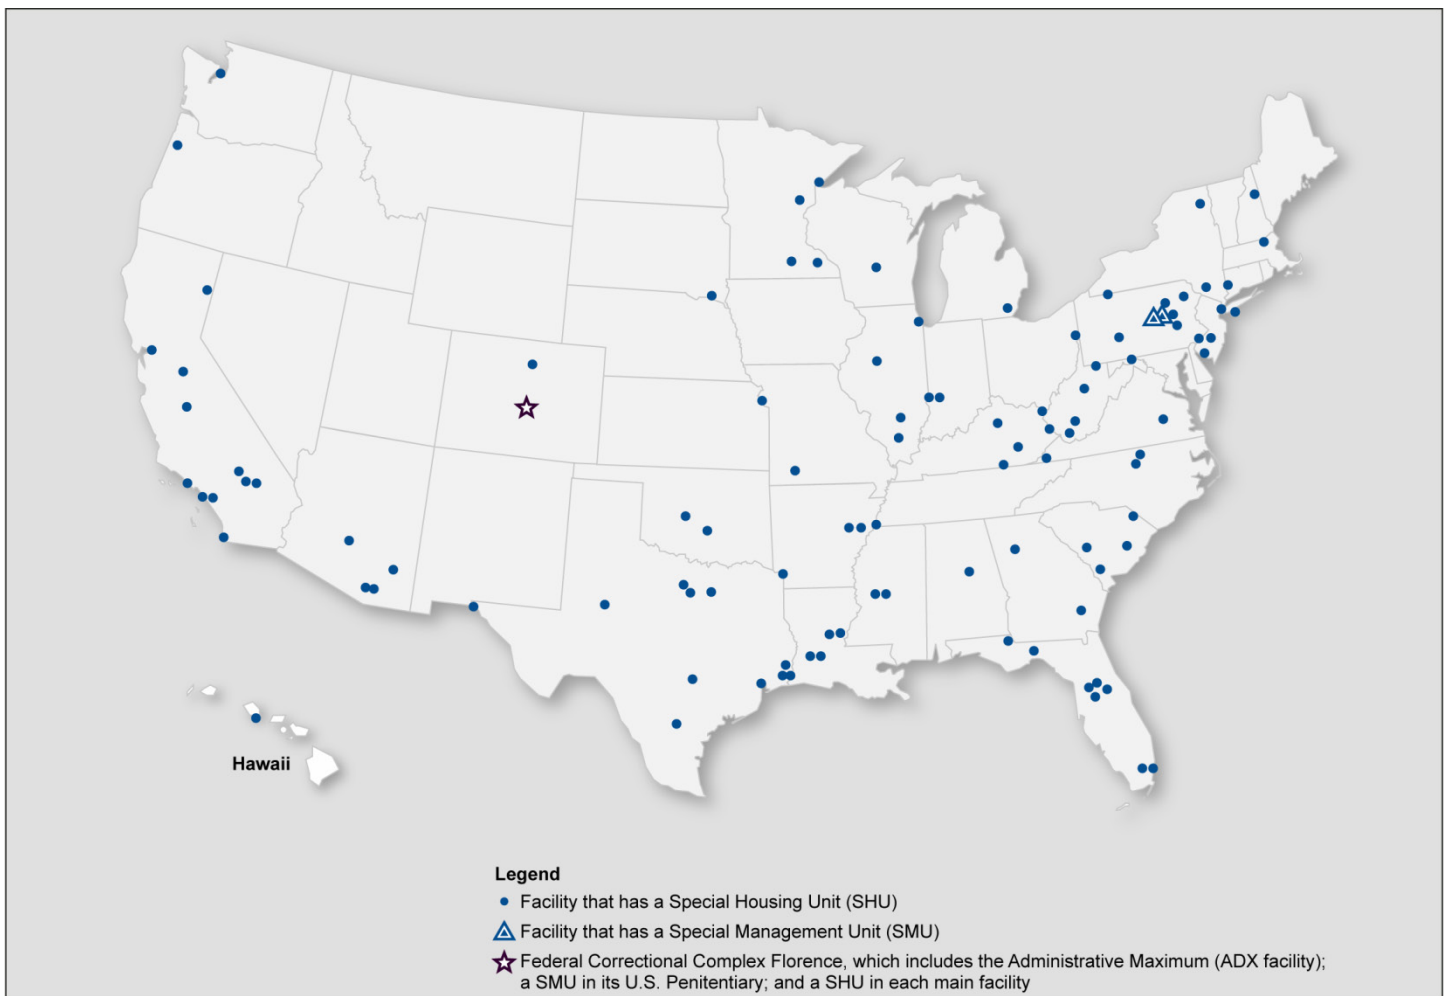 Hawaii
Legend
Facility that has a Special Housing Unit (SHU)
Facility that has a Special Management Unit (SMU)
Federal Correctional Complex Florence, which includes the Administrative Maximum (ADX facility);
a SMU in its U.S. Penitentiary; and a SHU in each main facility